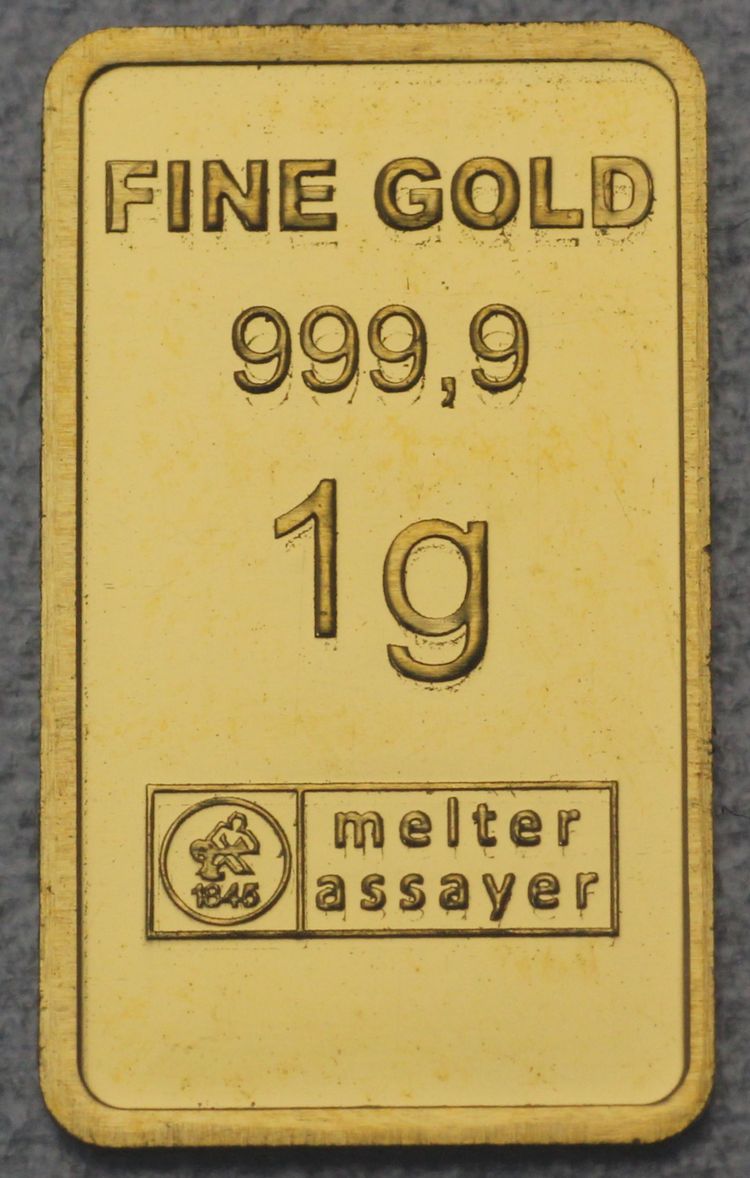 FINE GOLD
999,9
1g
melter
assayer
1845